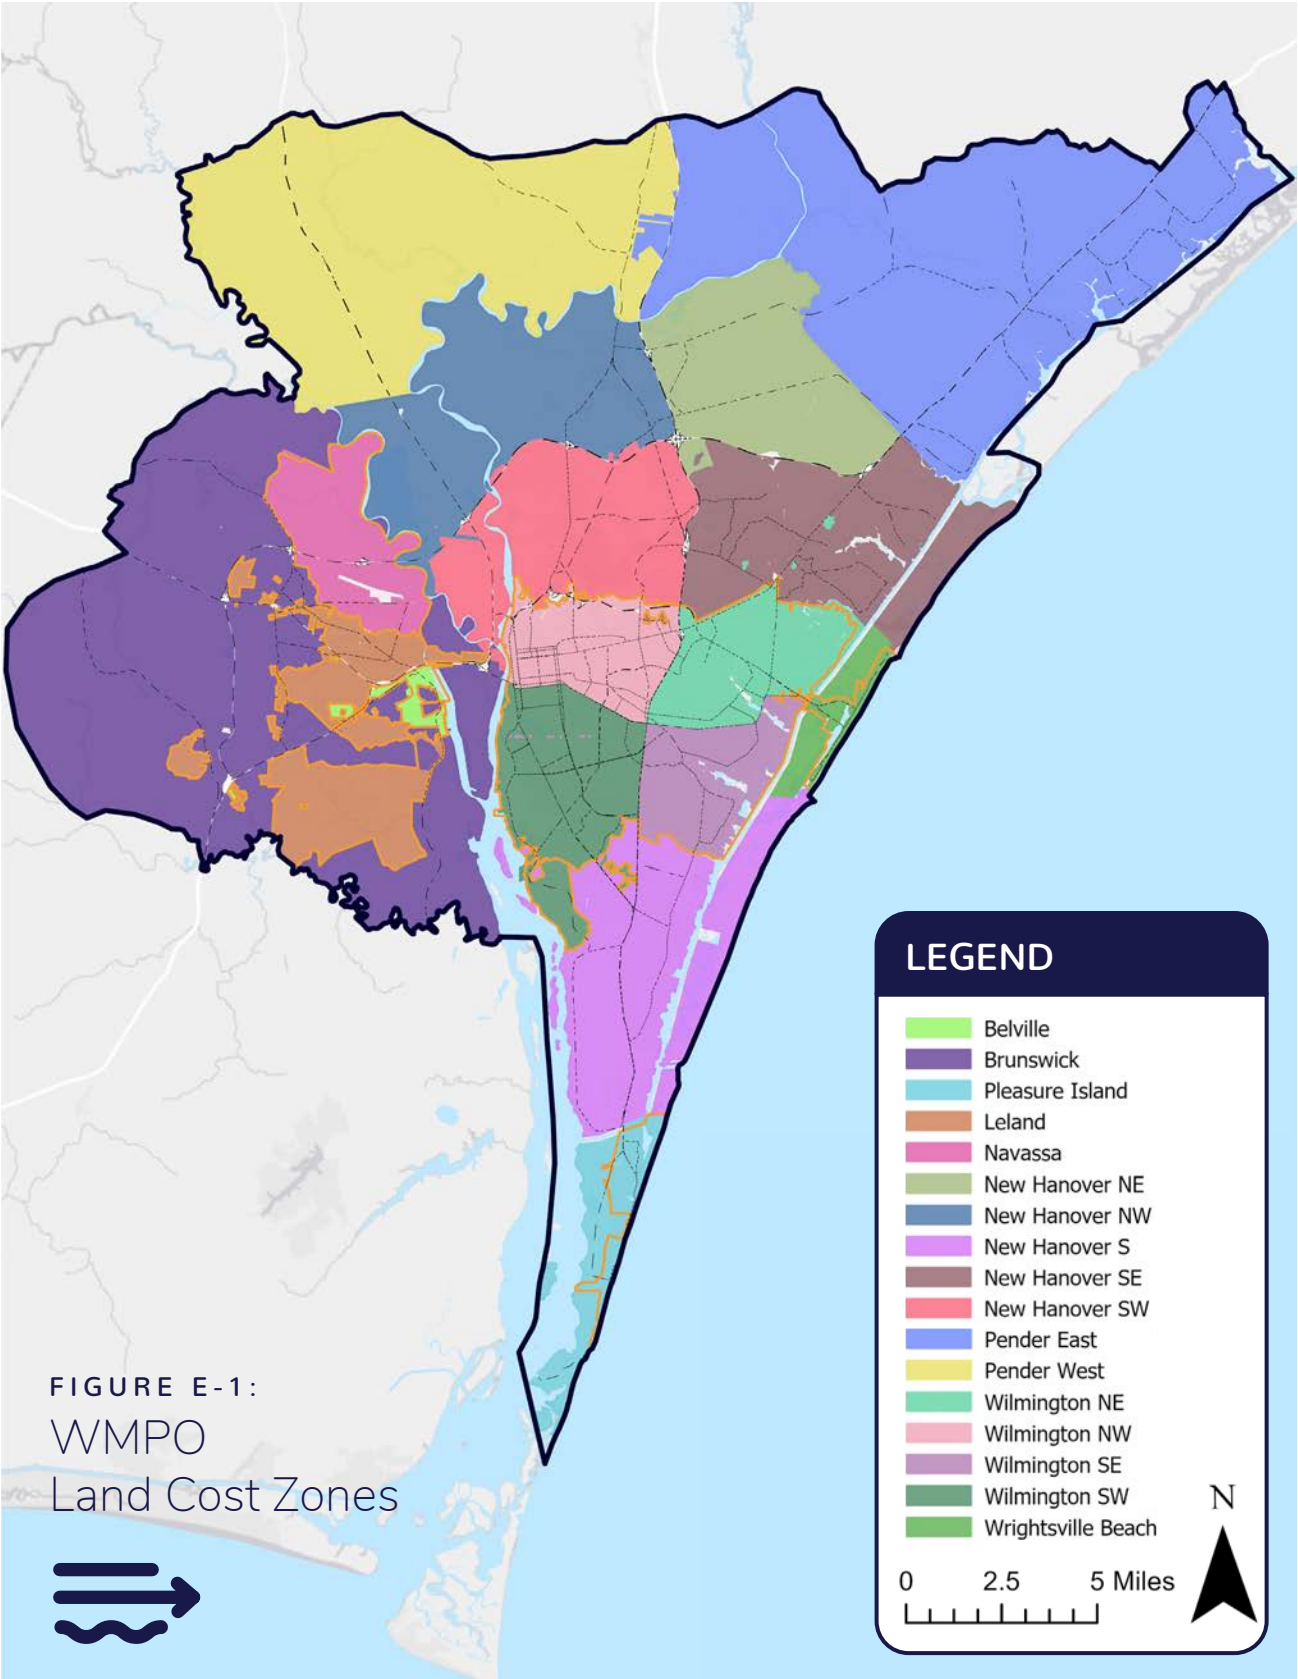 LEGEND
Belville
Brunswick
Pleasure Island
Leland
Navassa
New Hanover NE
New Hanover NW
New Hanover S
New Hanover SE
New Hanover SW
Pender East
Pender West
Wilmington NE
Wilmington NW
Wilmington SE
Wilmington SW
Wrightsville Beach
N
0 2.5 5 Miles
FIGURE E-1:
WMPO
Land Cost Zones